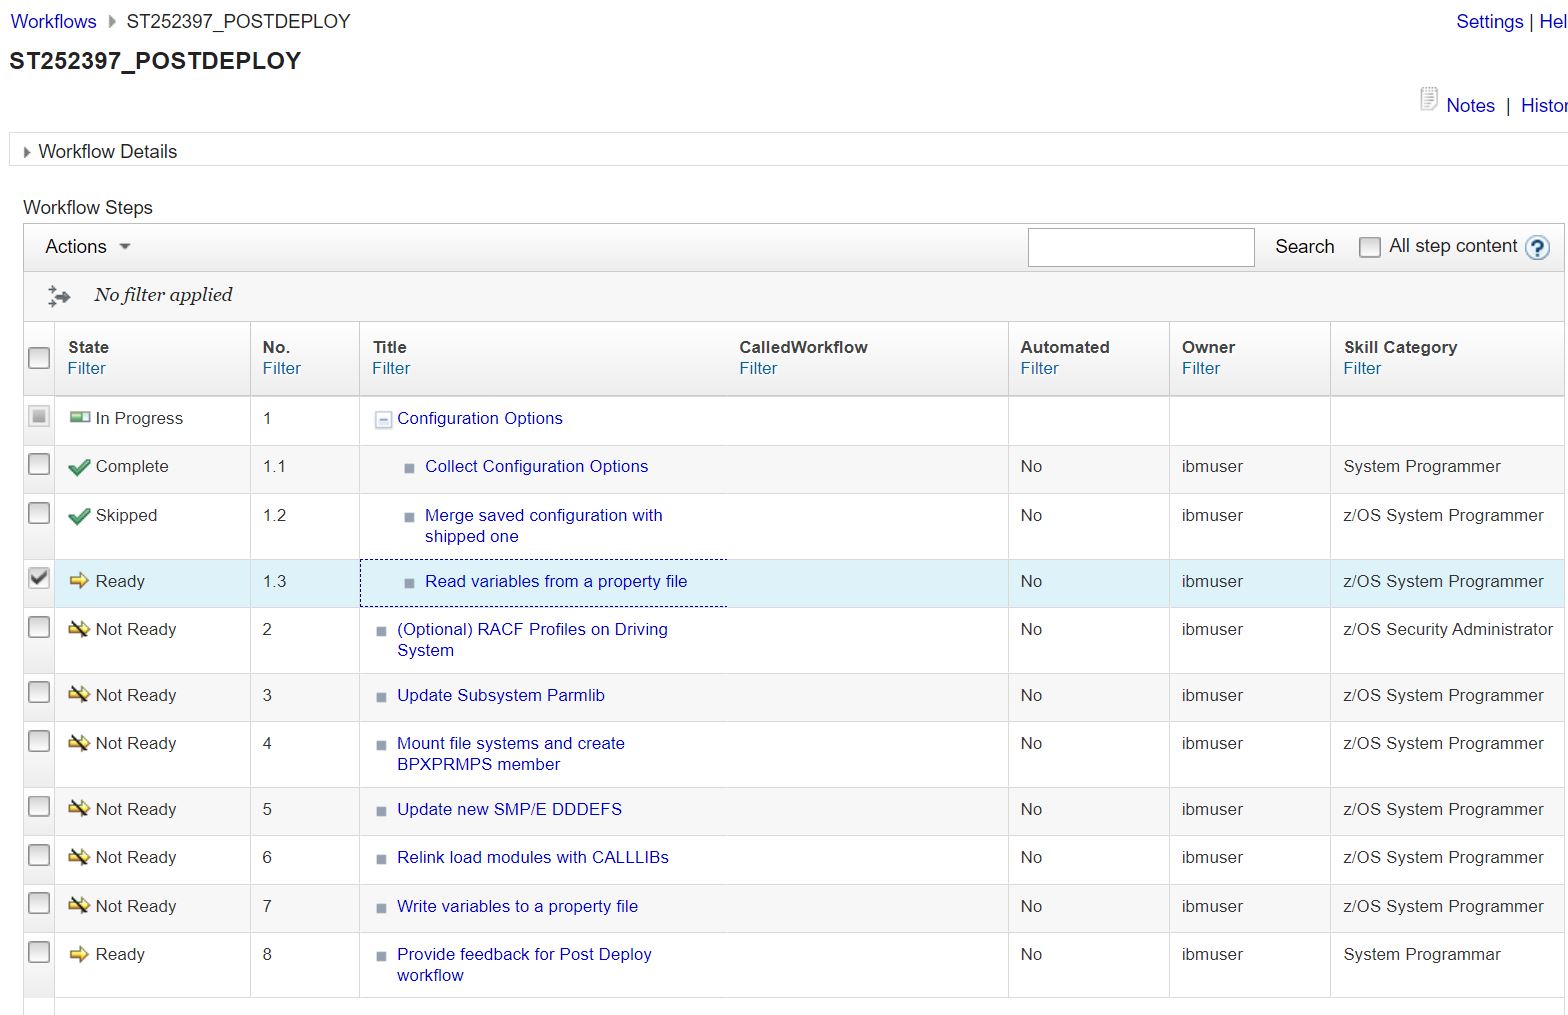 Workflows ST252397_POSTDEPLOY
Settings | Hel
ST252397_POSTDEPLOY
Notes | Histor
Workflow Details
Workflow Steps
Actions Search All step content ?
No filter applied
State No. Title CalledWorkflow Automated Owner Skill Category
Filter Filter Filter Filter Filter Filter Filter
In Progress 1 Configuration Options
Complete 1.1 Collect Configuration Options No ibmuser System Programmer
Skipped 1.2 Merge saved configuration with No ibmuser z/OS System Programmer
shipped one
Ready 1.3 Read variables from a property file No ibmuser z/OS System Programmer
Not Ready 2 (Optional) RACF Profiles on Driving No ibmuser z/OS Security Administrator
System
Not Ready 3 Update Subsystem Parmlib No ibmuser z/OS System Programmer
Not Ready 4 Mount file systems and create No ibmuser z/OS System Programmer
BPXPRMPS member
Not Ready 5 Update new SMP/E DDDEFS No ibmuser z/OS System Programmer
Not Ready 6 Relink load modules with CALLLIBs No ibmuser z/OS System Programmer
Not Ready 7 Write variables to a property file No ibmuser z/OS System Programmer
Ready 8 Provide feedback for Post Deploy No ibmuser System Programmar
workflow